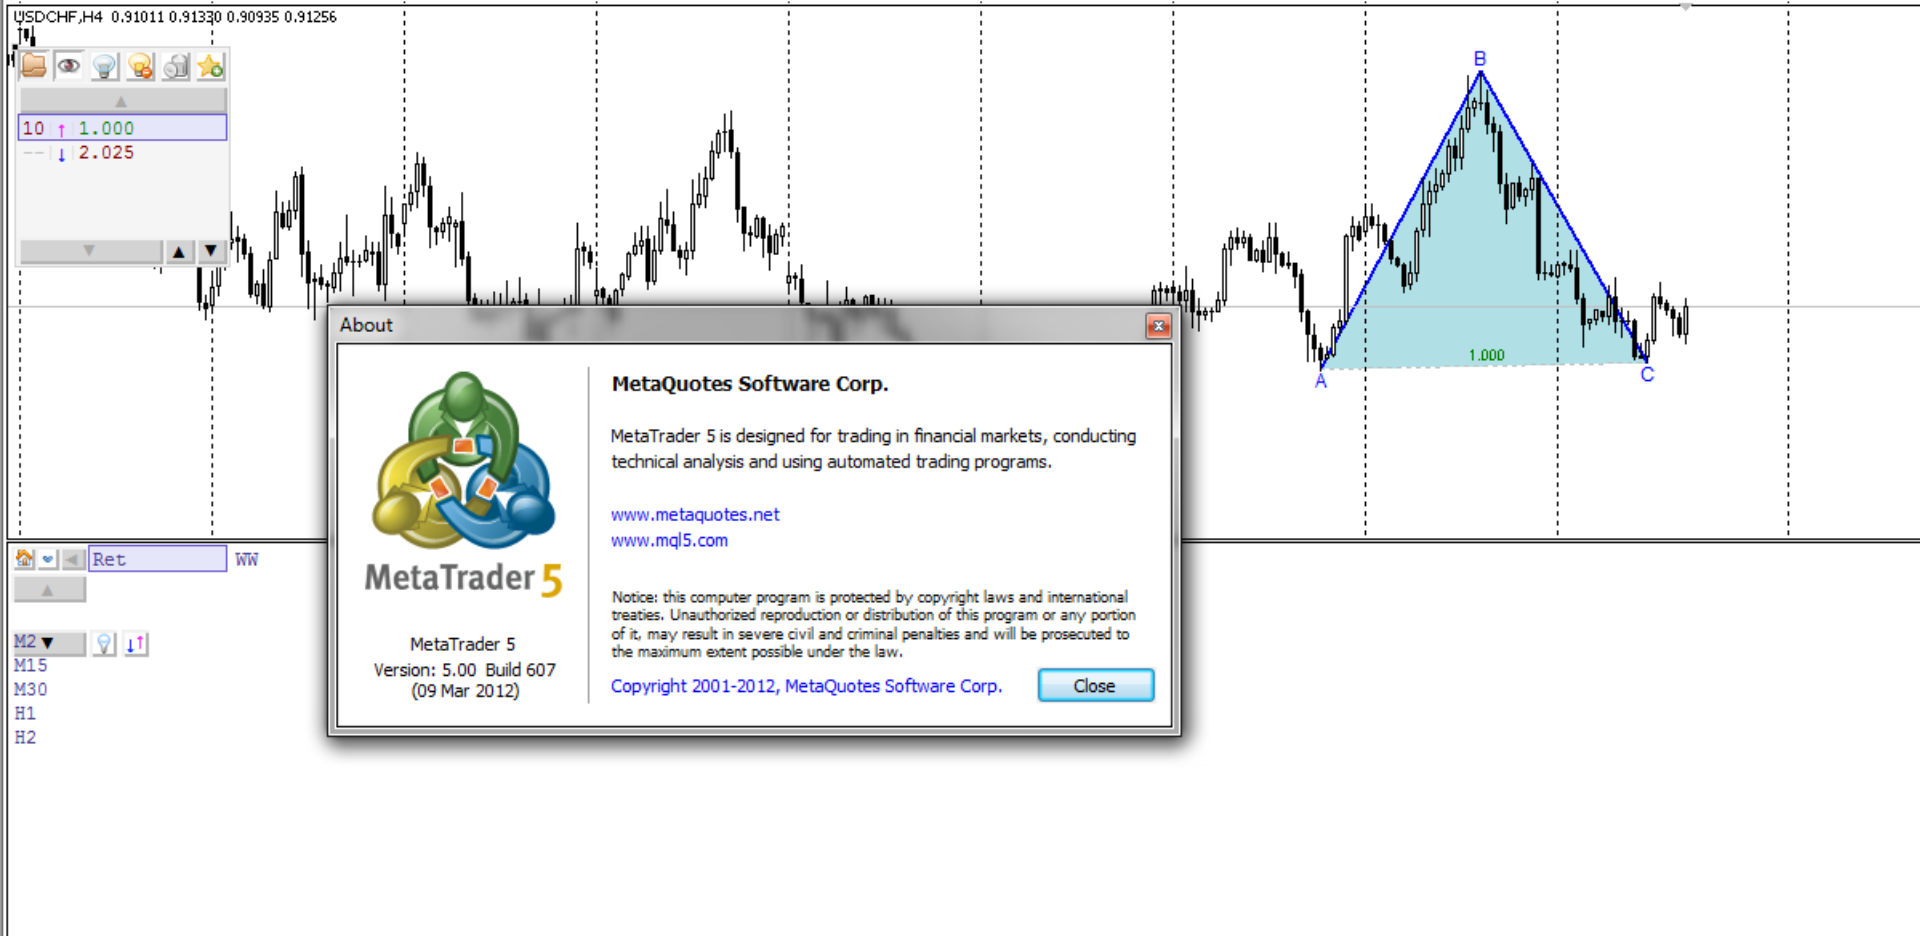 USDCHF,H4 0.91011 0.91330 0.90935 0.91256
10 ↑ 1.000
-- ↓ 2.025
B
1.000
A
C
About
MetaQuotes Software Corp.
MetaTrader 5 is designed for trading in financial markets, conducting
technical analysis and using automated trading programs.
www.metaquotes.net
www.mql5.com
Notice: this computer program is protected by copyright laws and international
treaties. Unauthorized reproduction or distribution of this program or any portion
of it, may result in severe civil and criminal penalties and will be prosecuted to
the maximum extent possible under the law.
Copyright 2001-2012, MetaQuotes Software Corp.
Close
MetaTrader 5
MetaTrader 5
Version: 5.00 Build 607
(09 Mar 2012)
Ret WW
M2
M15
M30
H1
H2